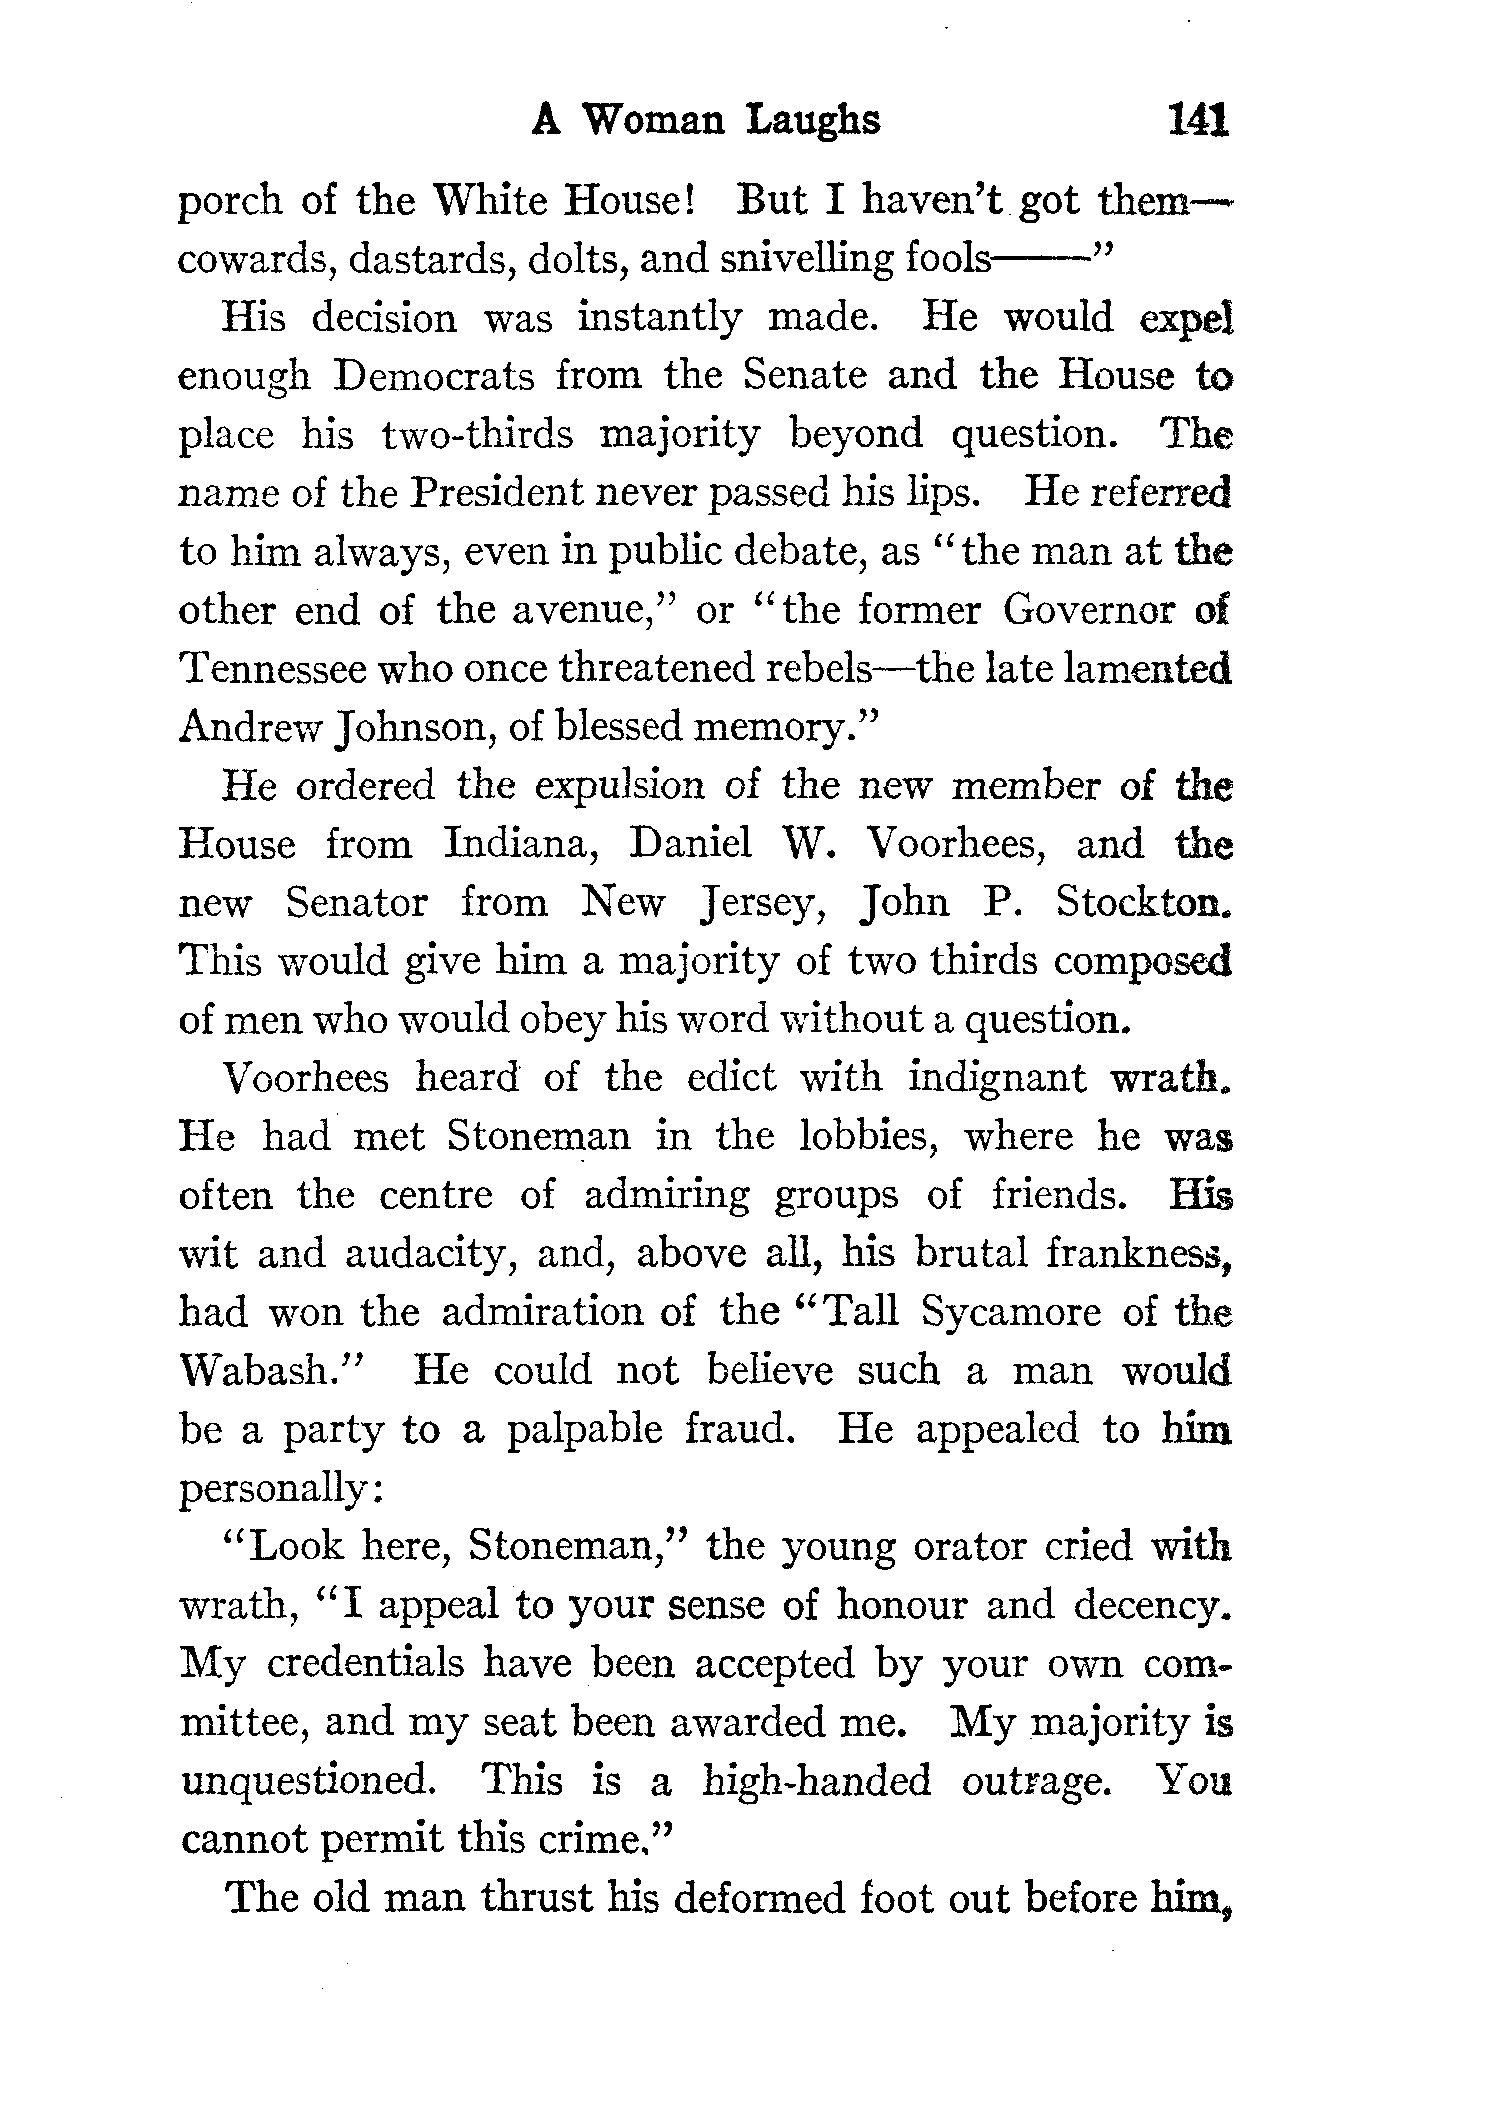 A Woman Laughs 141
porch of the White House! But I haven't got them—
cowards, dastards, dolts, and snivelling fools——"
His decision was instantly made. He would expel
enough Democrats from the Senate and the House to
place his two-thirds majority beyond question. The
name of the President never passed his lips. He referred
to him always, even in public debate, as "the man at the
other end of the avenue," or "the former Governor of
Tennessee who once threatened rebels—the late lamented
Andrew Johnson, of blessed memory."
He ordered the expulsion of the new member of the
House from Indiana, Daniel W. Voorhees, and the
new Senator from New Jersey, John P. Stockton.
This would give him a majority of two thirds composed
of men who would obey his word without a question.
Voorhees heard of the edict with indignant wrath.
He had met Stoneman in the lobbies, where he was
often the centre of admiring groups of friends. His
wit and audacity, and, above all, his brutal frankness,
had won the admiration of the "Tall Sycamore of the
Wabash." He could not believe such a man would
be a party to a palpable fraud. He appealed to him
personally:
"Look here, Stoneman," the young orator cried with
wrath, "I appeal to your sense of honour and decency.
My credentials have been accepted by your own com-
mittee, and my seat been awarded me. My majority is
unquestioned. This is a high-handed outrage. You
cannot permit this crime."
The old man thrust his deformed foot out before him,